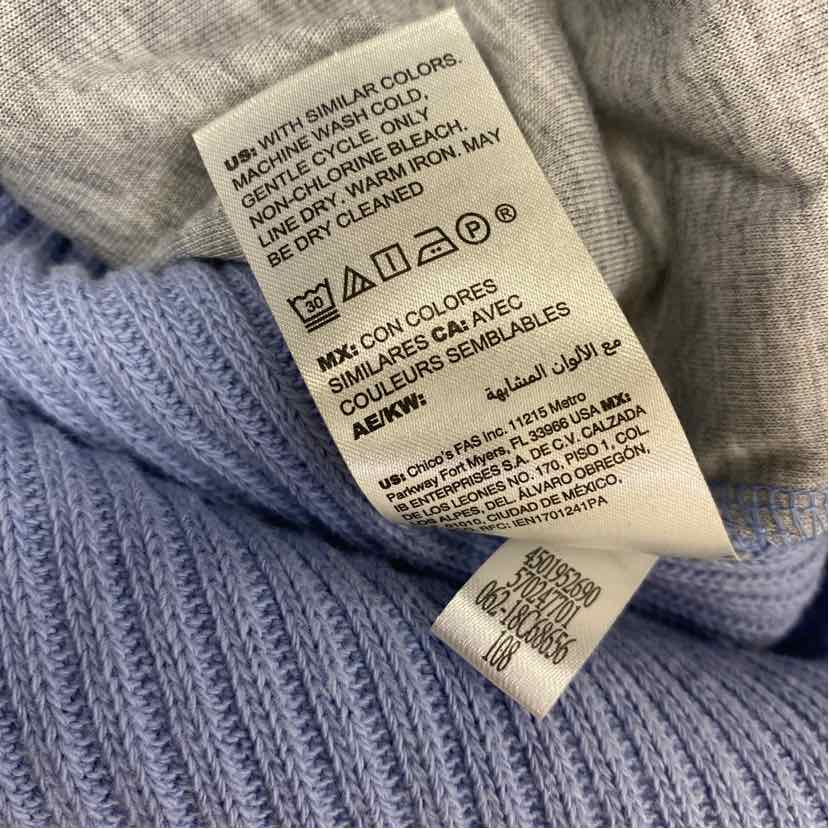 US: WITH SIMILAR COLORS.
MACHINE WASH COLD,
GENTLE CYCLE. ONLY
NON-CHLORINE BLEACH.
LINE DRY. WARM IRON. MAY
BE DRY CLEANED
30 P ®
MX: CON COLORES
SIMILARES CA: AVEC
COULEURS SEMBLABLES
AE/KW: مع الألوان المشابهة
US: Chico's FAS Inc. 11215 Metro
Parkway Fort Myers, FL 33966 USA MX:
IB ENTERPRISES S.A. DE C.V. CALZADA
DE LOS LEONES NO. 170, PISO 1, COL.
LOS ALPES, DEL. ÁLVARO OBREGÓN,
01010, CIUDAD DE MÉXICO,
RFC: IEN1701241PA
4501952690
570247701
062-18C68656
108